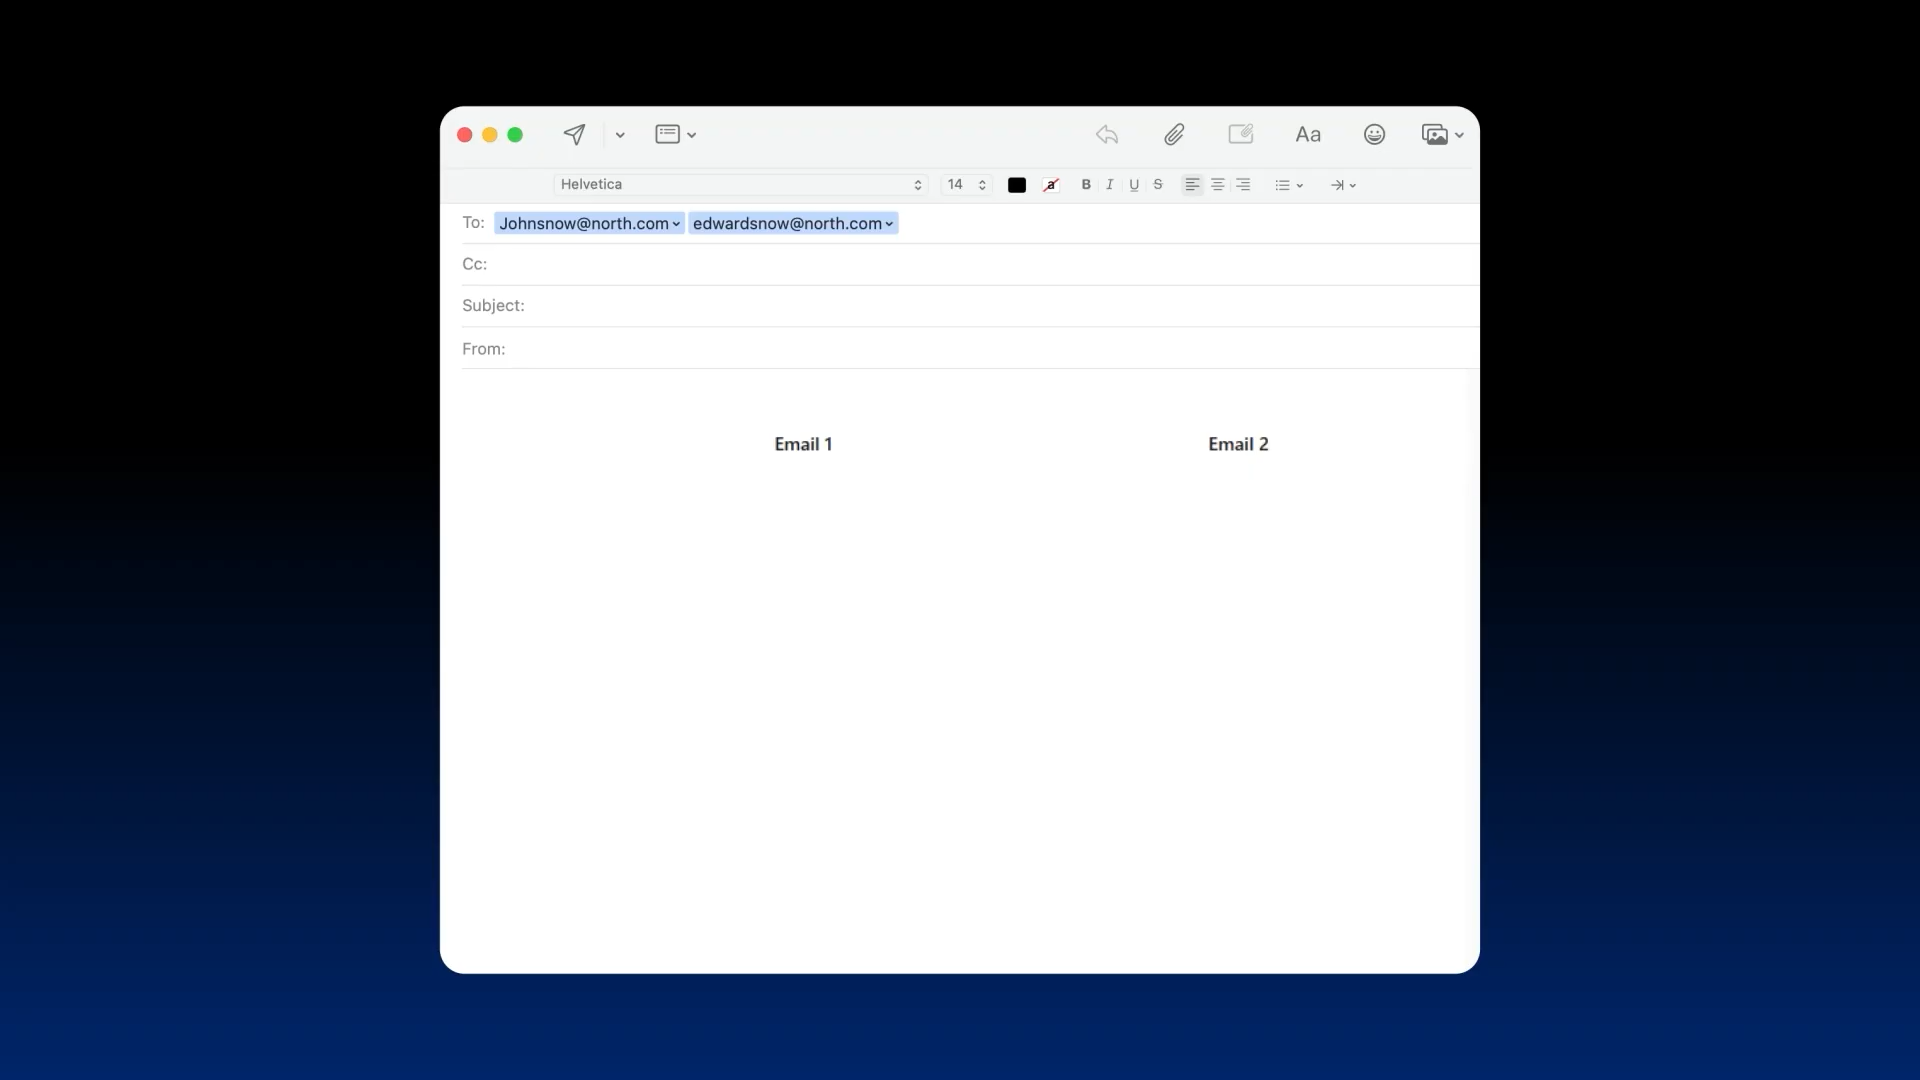 Aa
Helvetica 14 a B I U S
To: Johnsnow@north.com edwardsnow@north.com
Cc:
Subject:
From:
Email 1 Email 2